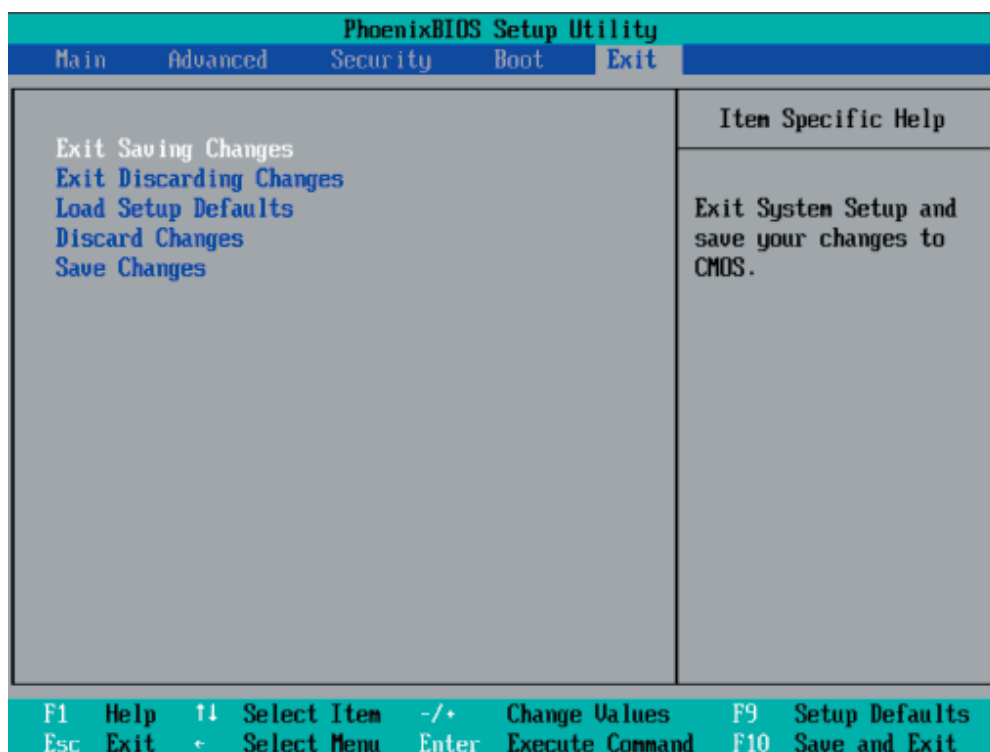 PhoenixBIOS Setup Utility
Main Advanced Security Boot Exit
Item Specific Help
Exit Saving Changes
Exit Discarding Changes
Load Setup Defaults
Discard Changes
Save Changes
Exit System Setup and
save your changes to
CMOS.
F1 Help ↑↓ Select Item -/+ Change Values F9 Setup Defaults
Esc Exit ← Select Menu Enter Execute Command F10 Save and Exit